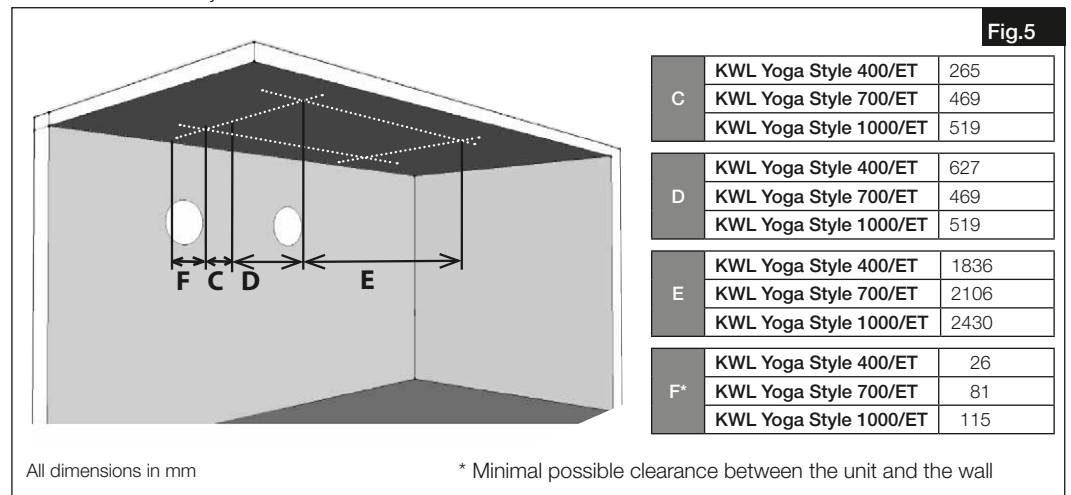 Fig.5
C
KWL Yoga Style 400/ET 265
KWL Yoga Style 700/ET 469
KWL Yoga Style 1000/ET 519
D
KWL Yoga Style 400/ET 627
KWL Yoga Style 700/ET 469
KWL Yoga Style 1000/ET 519
E
KWL Yoga Style 400/ET 1836
KWL Yoga Style 700/ET 2106
KWL Yoga Style 1000/ET 2430
F*
KWL Yoga Style 400/ET 26
KWL Yoga Style 700/ET 81
KWL Yoga Style 1000/ET 115
F C D E
All dimensions in mm
* Minimal possible clearance between the unit and the wall